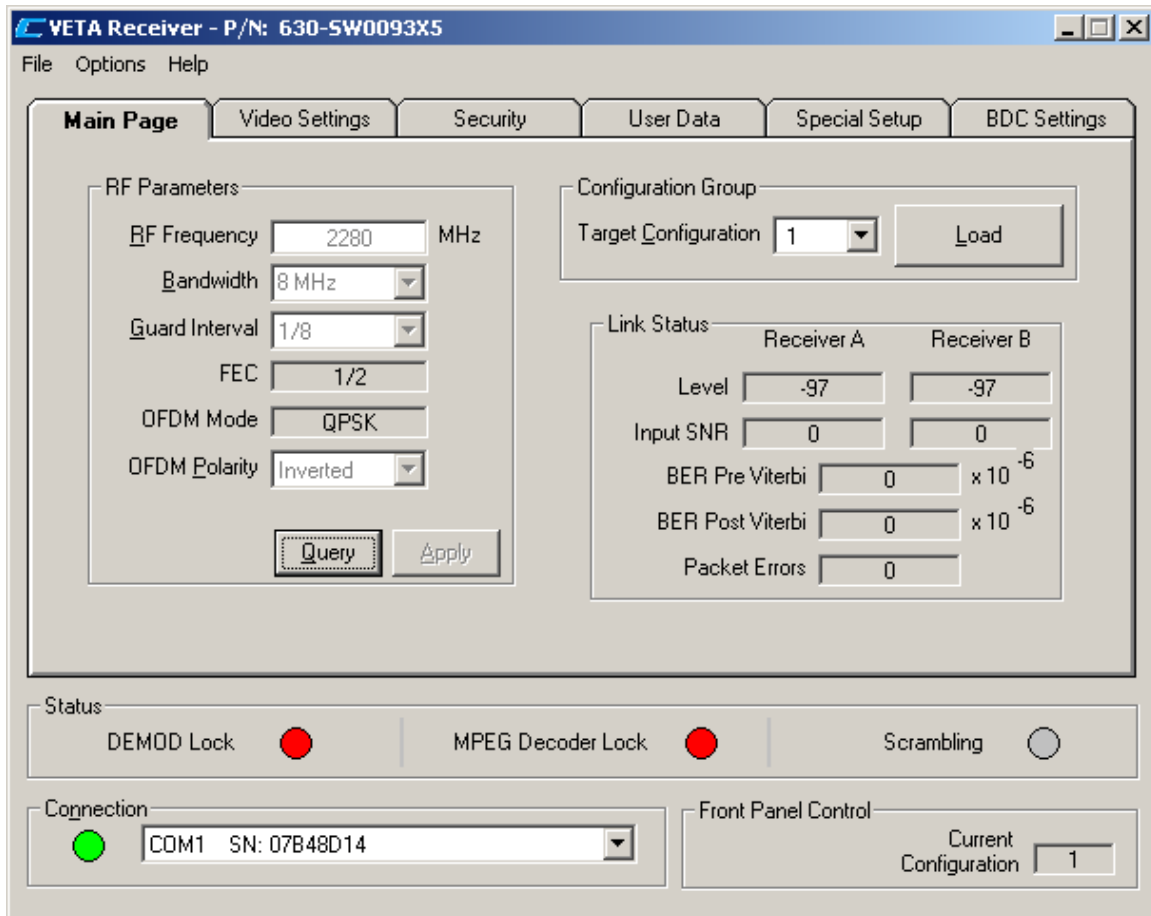 VETA Receiver - P/N: 630-SW0093X5
File Options Help
Main Page Video Settings Security User Data Special Setup BDC Settings
RF Parameters
RF Frequency 2280 MHz
Bandwidth 8 MHz
Guard Interval 1/8
FEC 1/2
OFDM Mode QPSK
OFDM Polarity Inverted
Query Apply
Configuration Group
Target Configuration 1 Load
Link Status
Receiver A Receiver B
Level -97 -97
Input SNR 0 0
BER Pre Viterbi 0 x 10 -6
BER Post Viterbi 0 x 10 -6
Packet Errors 0
Status
DEMOD Lock MPEG Decoder Lock Scrambling
Connection
COM1 SN: 07B48D14
Front Panel Control
Current
Configuration 1